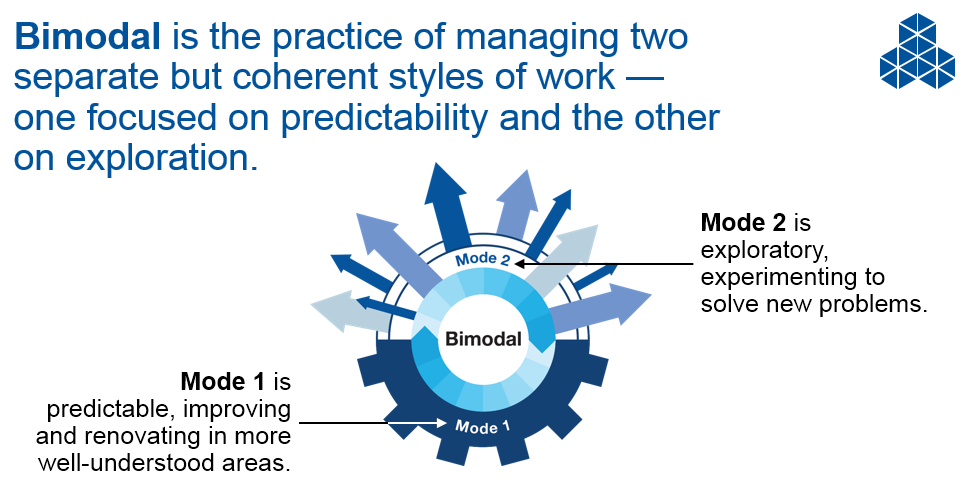 Bimodal is the practice of managing two
separate but coherent styles of work —
one focused on predictability and the other
on exploration.
Mode 2 is
exploratory,
experimenting to
solve new problems.
Mode 2
Bimodal
Mode 1 is
predictable, improving
and renovating in more
well-understood areas.
Mode 1